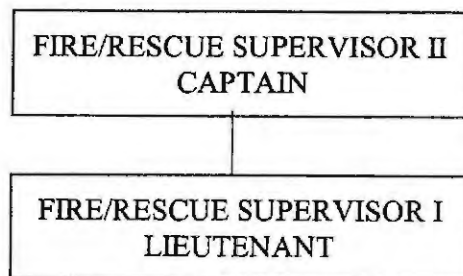 FIRE/RESCUE SUPERVISOR II
CAPTAIN
FIRE/RESCUE SUPERVISOR I
LIEUTENANT